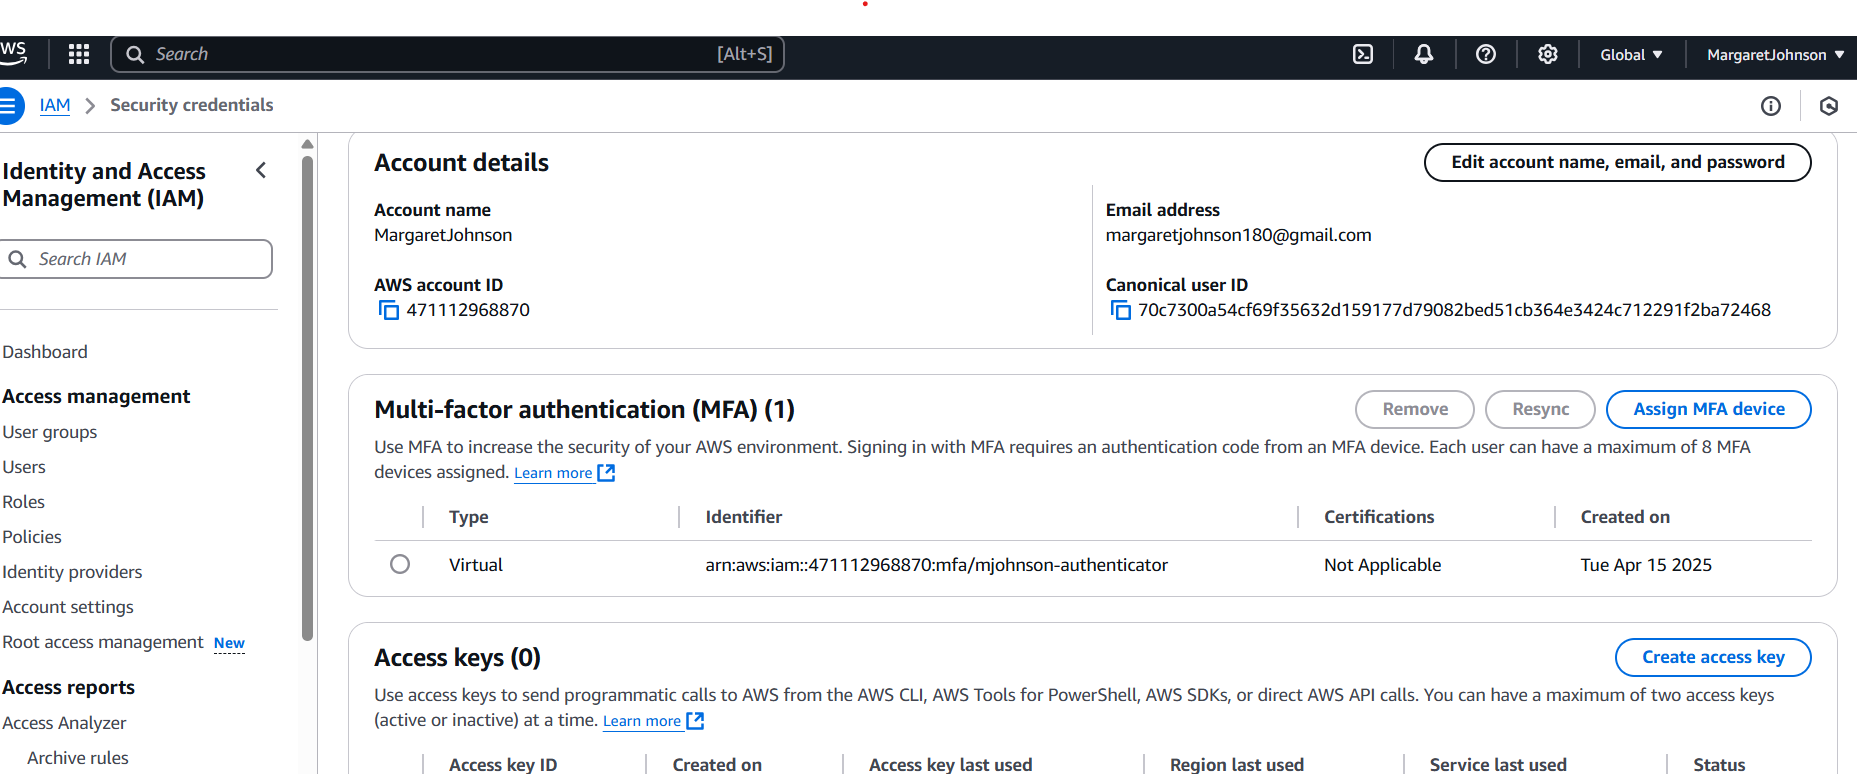 WS
Search [Alt+S] Global MargaretJohnson
IAM Security credentials
Identity and Access
Management (IAM)
Search IAM
Dashboard
Access management
User groups
Users
Roles
Policies
Identity providers
Account settings
Root access management New
Access reports
Access Analyzer
Archive rules
Account details
Edit account name, email, and password
Account name
MargaretJohnson
Email address
margaretjohnson180@gmail.com
AWS account ID
471112968870
Canonical user ID
70c7300a54cf69f35632d159177d79082bed51cb364e3424c712291f2ba72468
Multi-factor authentication (MFA) (1)
Remove Resync Assign MFA device
Use MFA to increase the security of your AWS environment. Signing in with MFA requires an authentication code from an MFA device. Each user can have a maximum of 8 MFA
devices assigned. Learn more
Type Identifier Certifications Created on
Virtual arn:aws:iam::471112968870:mfa/mjohnson-authenticator Not Applicable Tue Apr 15 2025
Access keys (0)
Create access key
Use access keys to send programmatic calls to AWS from the AWS CLI, AWS Tools for PowerShell, AWS SDKs, or direct AWS API calls. You can have a maximum of two access keys
(active or inactive) at a time. Learn more
Access key ID Created on Access key last used Region last used Service last used Status